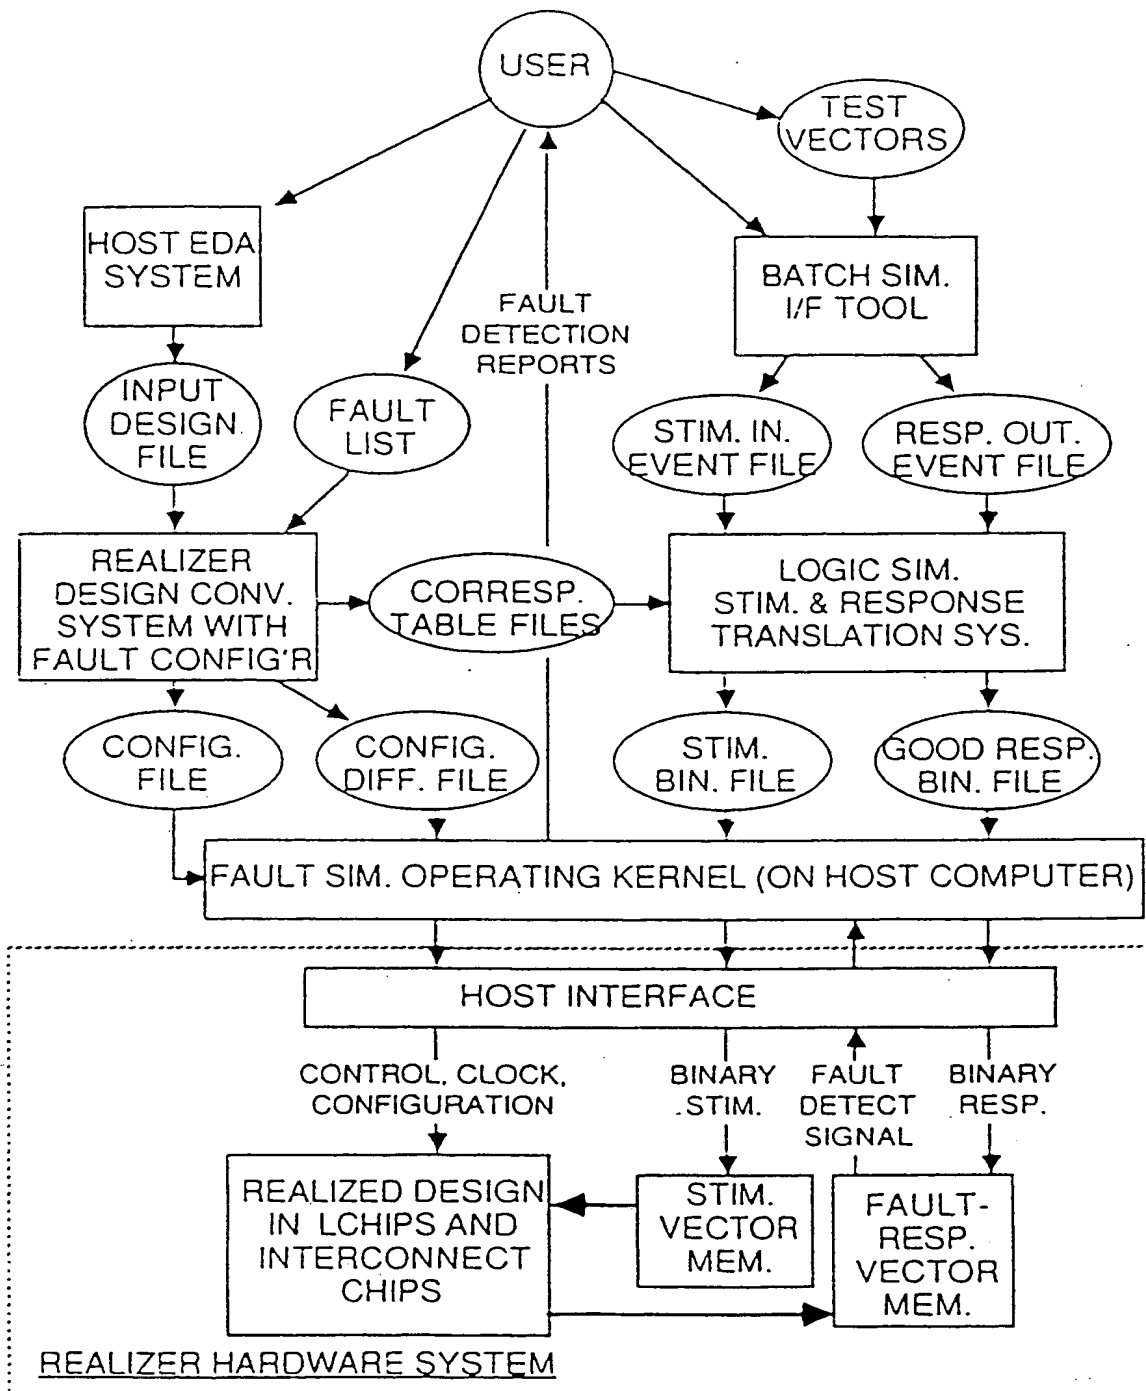 USER
TEST
VECTORS
HOST EDA
SYSTEM
BATCH SIM.
I/F TOOL
FAULT
DETECTION
REPORTS
INPUT
DESIGN.
FILE
FAULT
LIST
STIM. IN.
EVENT FILE
RESP. OUT.
EVENT FILE
REALIZER
DESIGN CONV.
SYSTEM WITH
FAULT CONFIG'R
CORRESP.
TABLE FILES
LOGIC SIM.
STIM. & RESPONSE
TRANSLATION SYS.
CONFIG.
FILE
CONFIG.
DIFF. FILE
STIM.
BIN. FILE
GOOD RESP.
BIN. FILE
FAULT SIM. OPERATING KERNEL (ON HOST COMPUTER)
HOST INTERFACE
CONTROL, CLOCK,
CONFIGURATION
BINARY
STIM.
FAULT
DETECT
SIGNAL
BINARY
RESP.
REALIZED DESIGN
IN LCHIPS AND
INTERCONNECT
CHIPS
STIM.
VECTOR
MEM.
FAULT-
RESP.
VECTOR
MEM.
REALIZER HARDWARE SYSTEM